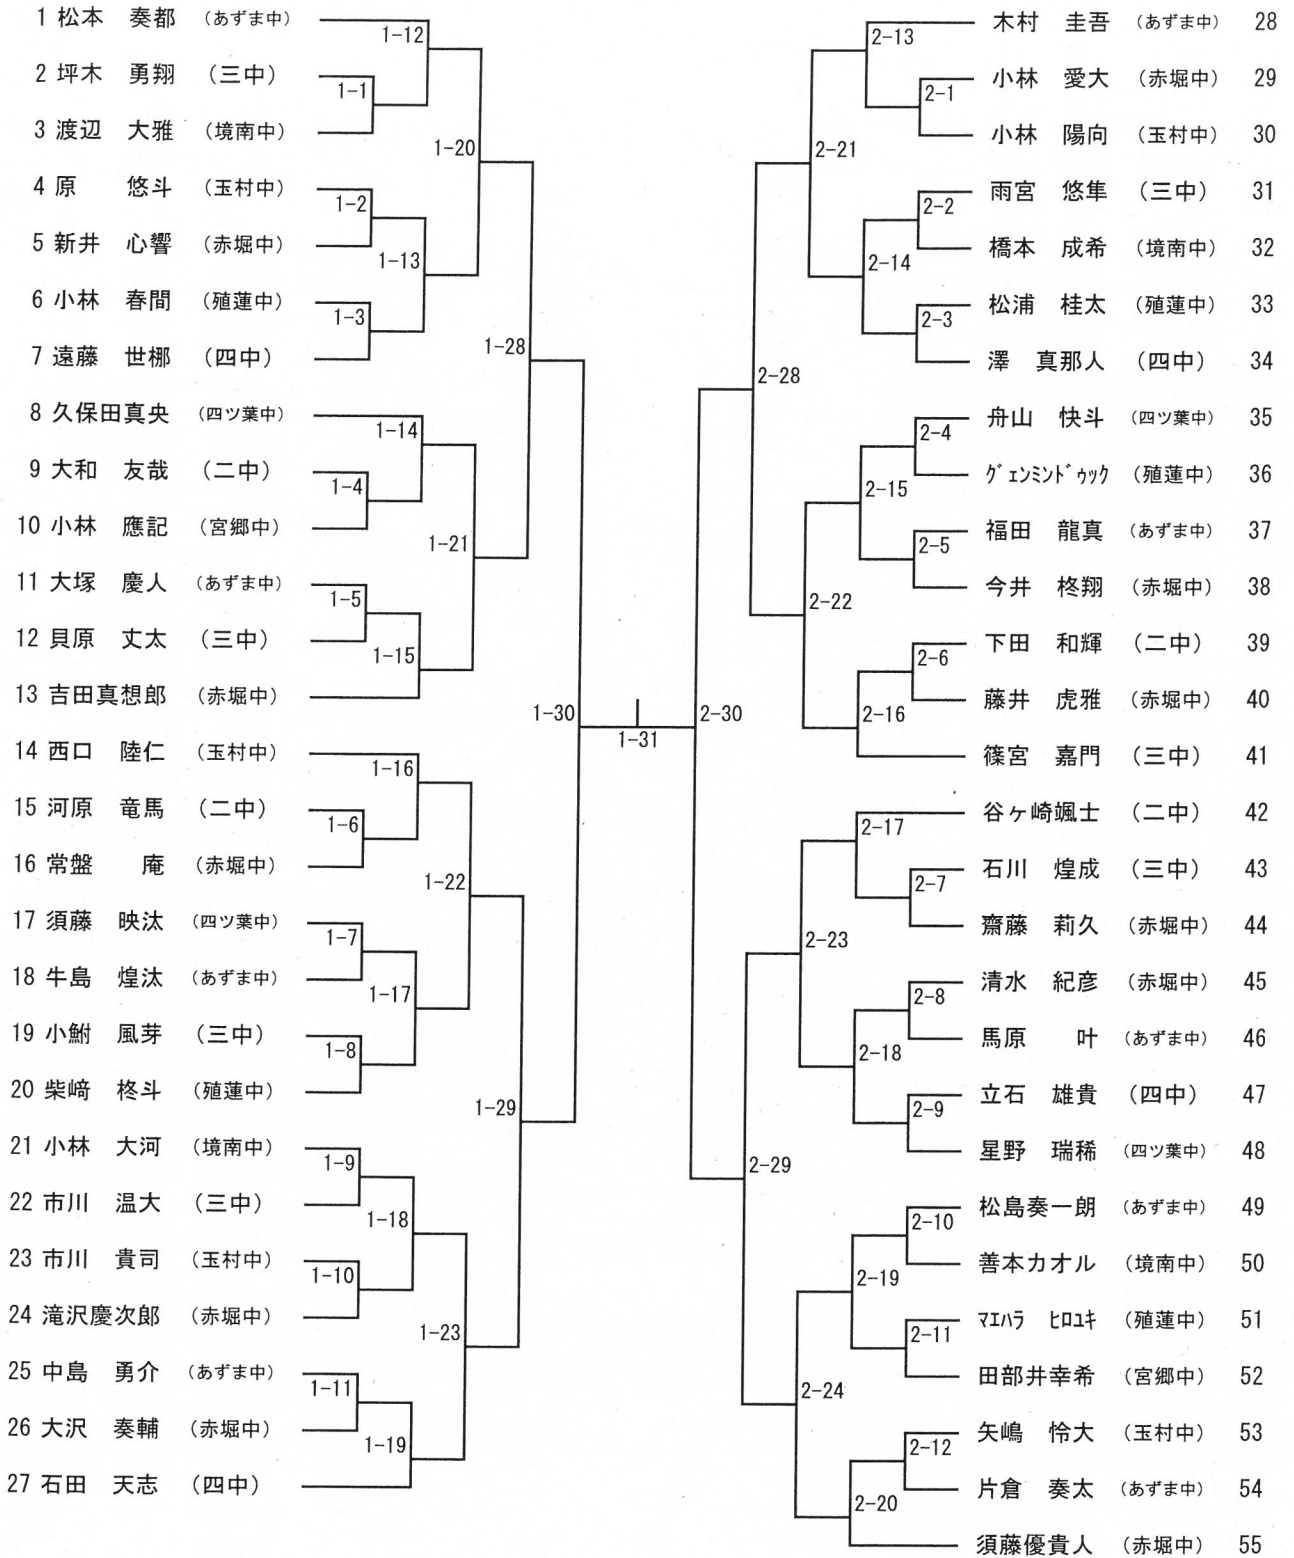 1 松本 奏都 (あずま中)
2 坪木 勇翔 (三中)
3 渡辺 大雅 (境南中)
4 原 悠斗 (玉村中)
5 新井 心響 (赤堀中)
6 小林 春間 (殖蓮中)
7 遠藤 世梛 (四中)
8 久保田真央 (四ツ葉中)
9 大和 友哉 (二中)
10 小林 應記 (宮郷中)
11 大塚 慶人 (あずま中)
12 貝原 丈太 (三中)
13 吉田真想郎 (赤堀中)
14 西口 陸仁 (玉村中)
15 河原 竜馬 (二中)
16 常盤 庵 (赤堀中)
17 須藤 映汰 (四ツ葉中)
18 牛島 煌汰 (あずま中)
19 小鮒 風芽 (三中)
20 柴﨑 柊斗 (殖蓮中)
21 小林 大河 (境南中)
22 市川 温大 (三中)
23 市川 貴司 (玉村中)
24 滝沢慶次郎 (赤堀中)
25 中島 勇介 (あずま中)
26 大沢 奏輔 (赤堀中)
27 石田 天志 (四中)
1-12
1-1
1-20
1-2
1-13
1-3
1-28
1-14
1-4
1-21
1-5
1-15
1-30
1-16
1-6
1-22
1-7
1-17
1-8
1-29
1-9
1-18
1-10
1-23
1-11
1-19
1-31
2-13
2-1
2-21
2-2
2-14
2-3
2-28
2-4
2-15
2-5
2-22
2-6
2-16
2-30
2-17
2-7
2-23
2-8
2-18
2-9
2-29
2-10
2-19
2-11
2-24
2-12
2-20
木村 圭吾 (あずま中) 28
小林 愛大 (赤堀中) 29
小林 陽向 (玉村中) 30
雨宮 悠隼 (三中) 31
橋本 成希 (境南中) 32
松浦 桂太 (殖蓮中) 33
澤 真那人 (四中) 34
舟山 快斗 (四ツ葉中) 35
グェンミンドゥック (殖蓮中) 36
福田 龍真 (あずま中) 37
今井 柊翔 (赤堀中) 38
下田 和輝 (二中) 39
藤井 虎雅 (赤堀中) 40
篠宮 嘉門 (三中) 41
谷ヶ崎颯士 (二中) 42
石川 煌成 (三中) 43
齋藤 莉久 (赤堀中) 44
清水 紀彦 (赤堀中) 45
馬原 叶 (あずま中) 46
立石 雄貴 (四中) 47
星野 瑞稀 (四ツ葉中) 48
松島奏一朗 (あずま中) 49
善本カオル (境南中) 50
マエハラ ヒロユキ (殖蓮中) 51
田部井幸希 (宮郷中) 52
矢嶋 怜大 (玉村中) 53
片倉 奏太 (あずま中) 54
須藤優貴人 (赤堀中) 55